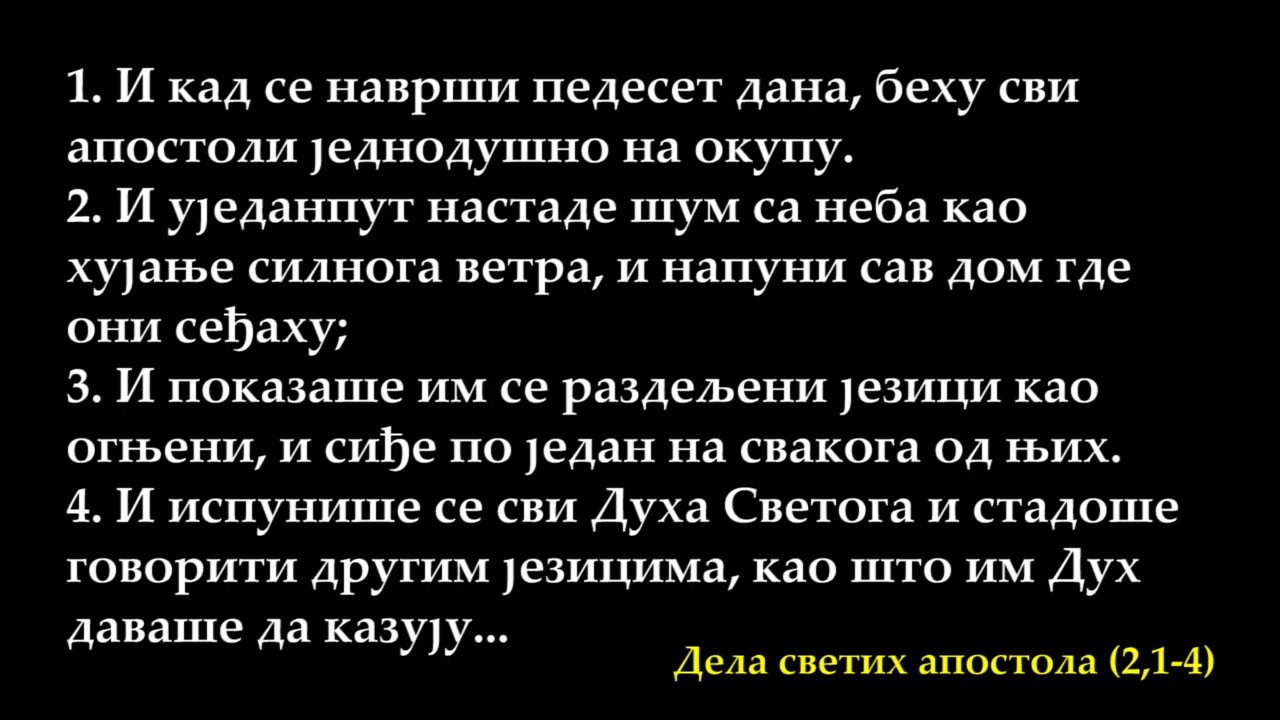 1. И кад се наврши педесет дана, беху сви
апостоли једнодушно на окупу.
2. И уједанпут настаде шум са неба као
хујање силнога ветра, и напуни сав дом где
они сеђаху;
3. И показаше им се раздељени језици као
огњени, и сиђе по један на свакога од њих.
4. И испунише се сви Духа Светога и стадоше
говорити другим језицима, као што им Дух
даваше да казују...
Дела светих апостола (2,1-4)